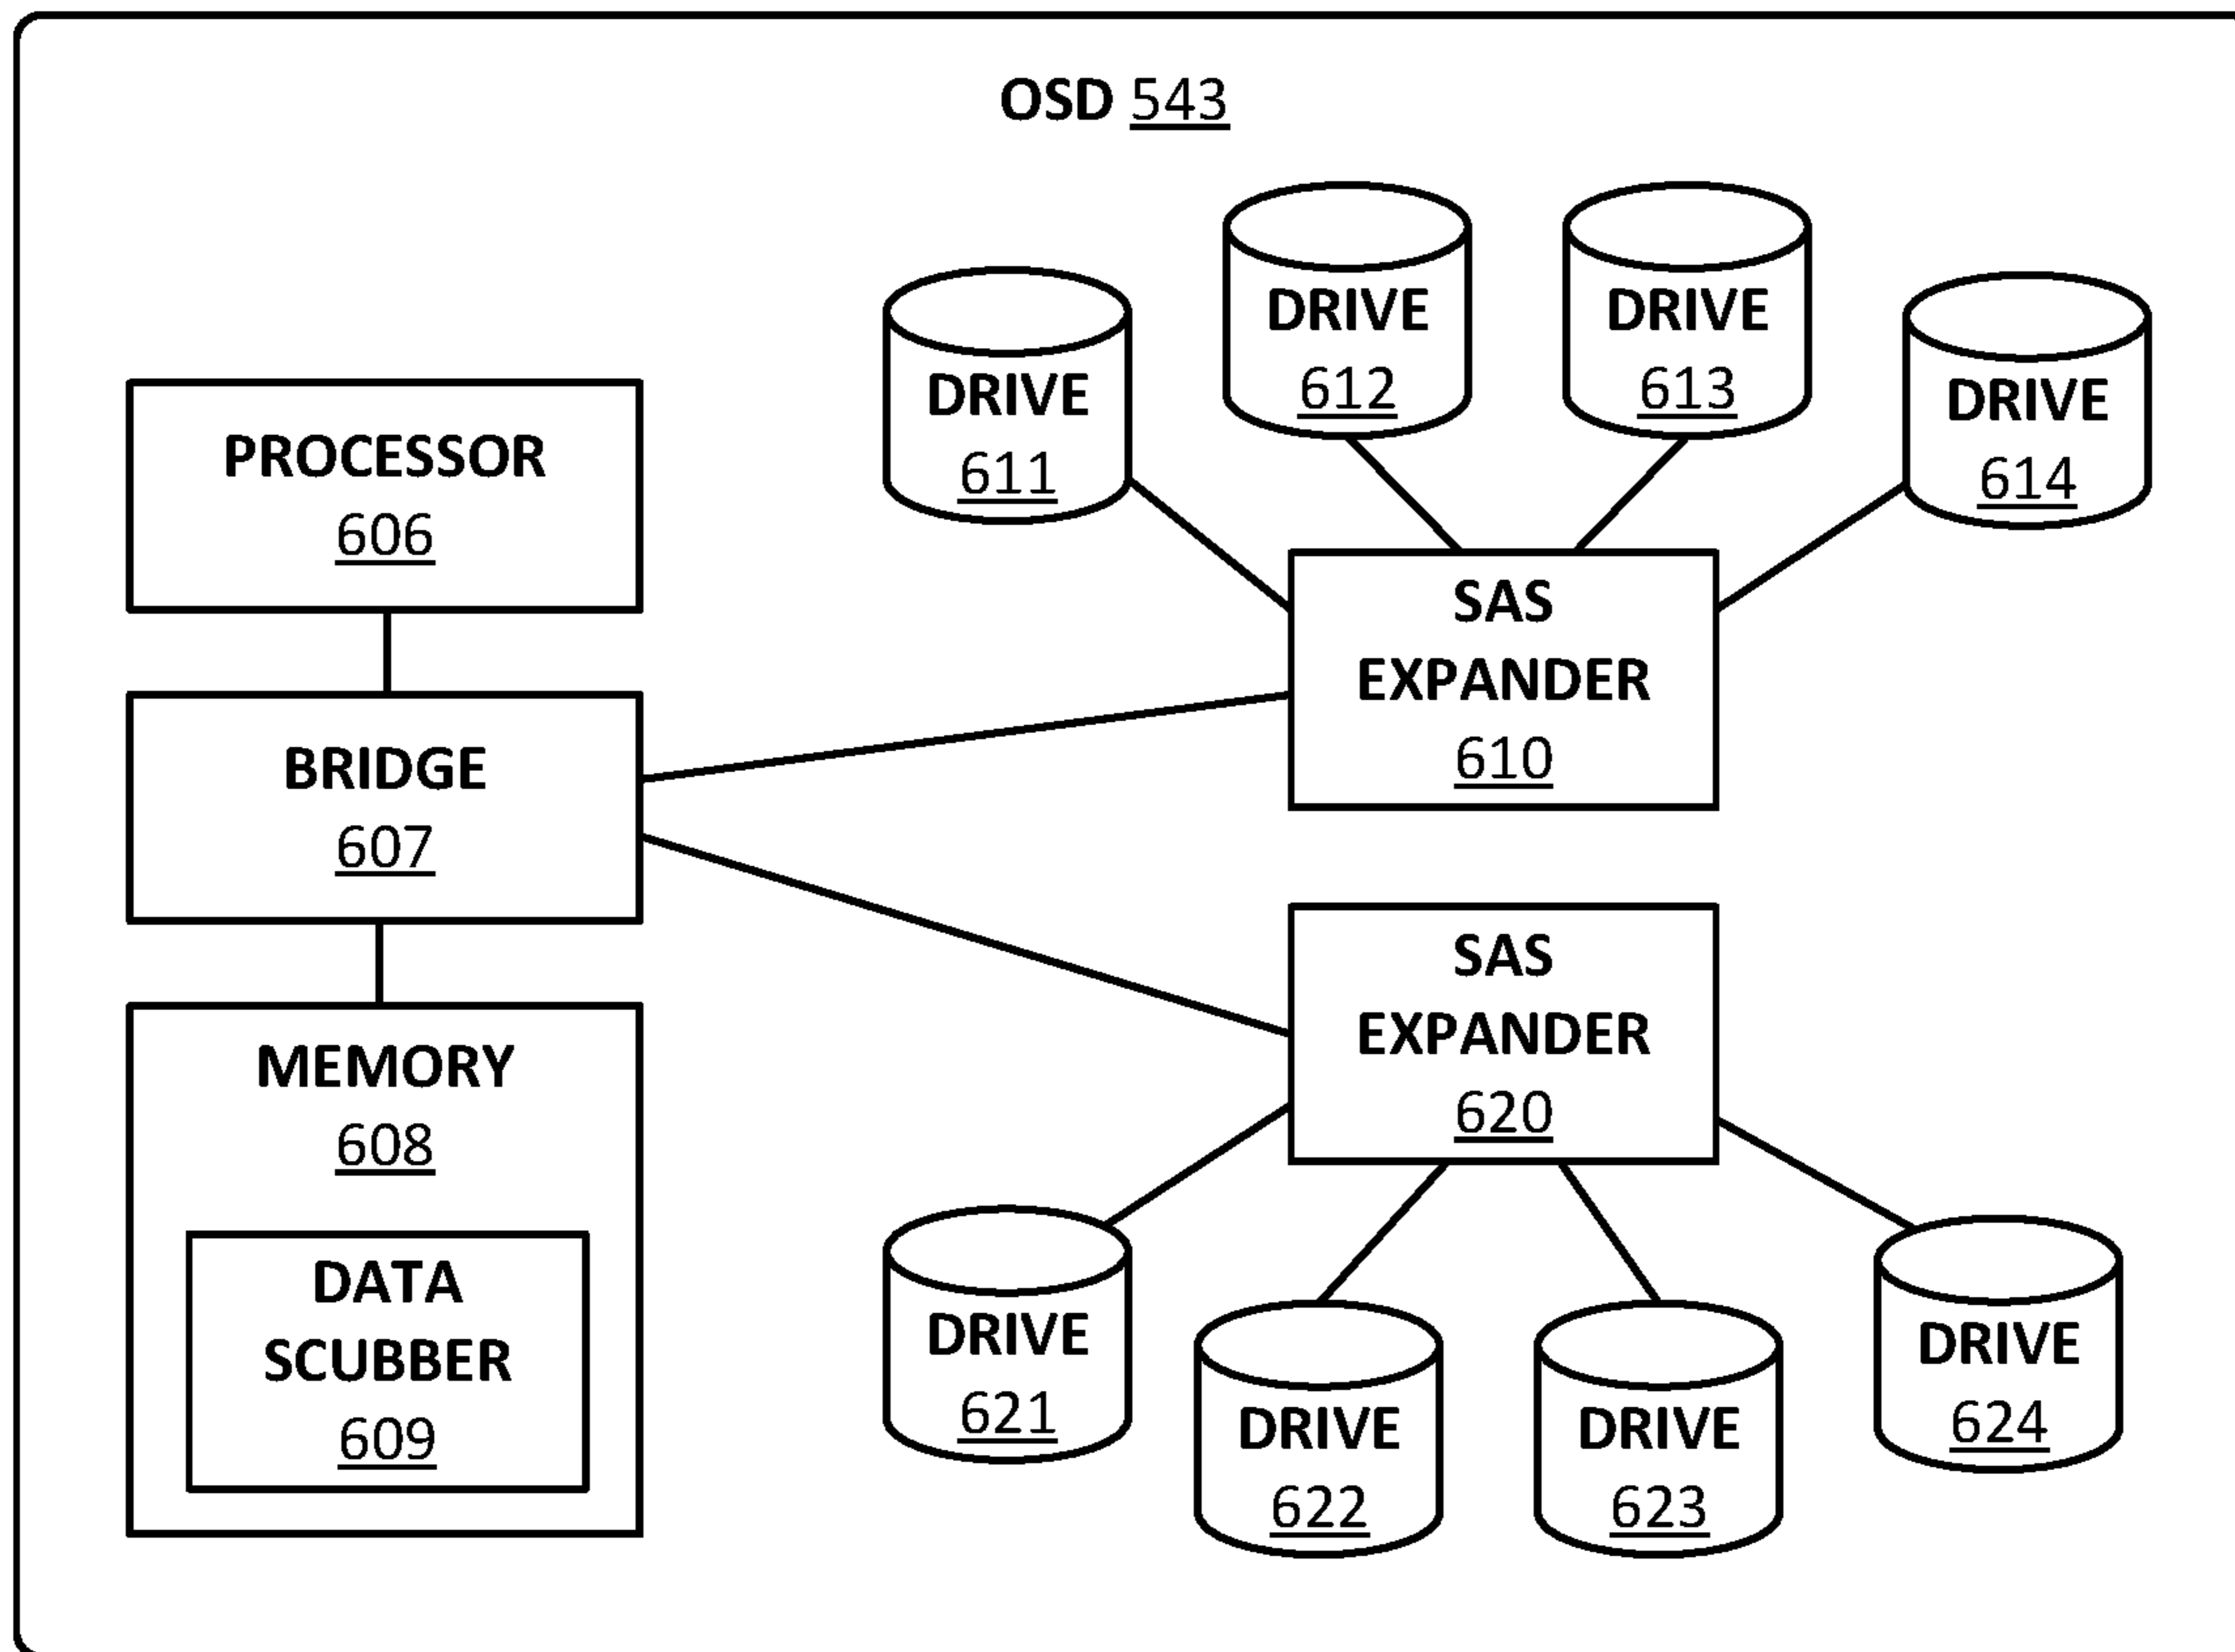 OSD 543
PROCESSOR
606
BRIDGE
607
MEMORY
608
DATA
SCUBBER
609
DRIVE
611
DRIVE
612
DRIVE
613
DRIVE
614
SAS
EXPANDER
610
SAS
EXPANDER
620
DRIVE
621
DRIVE
622
DRIVE
623
DRIVE
624